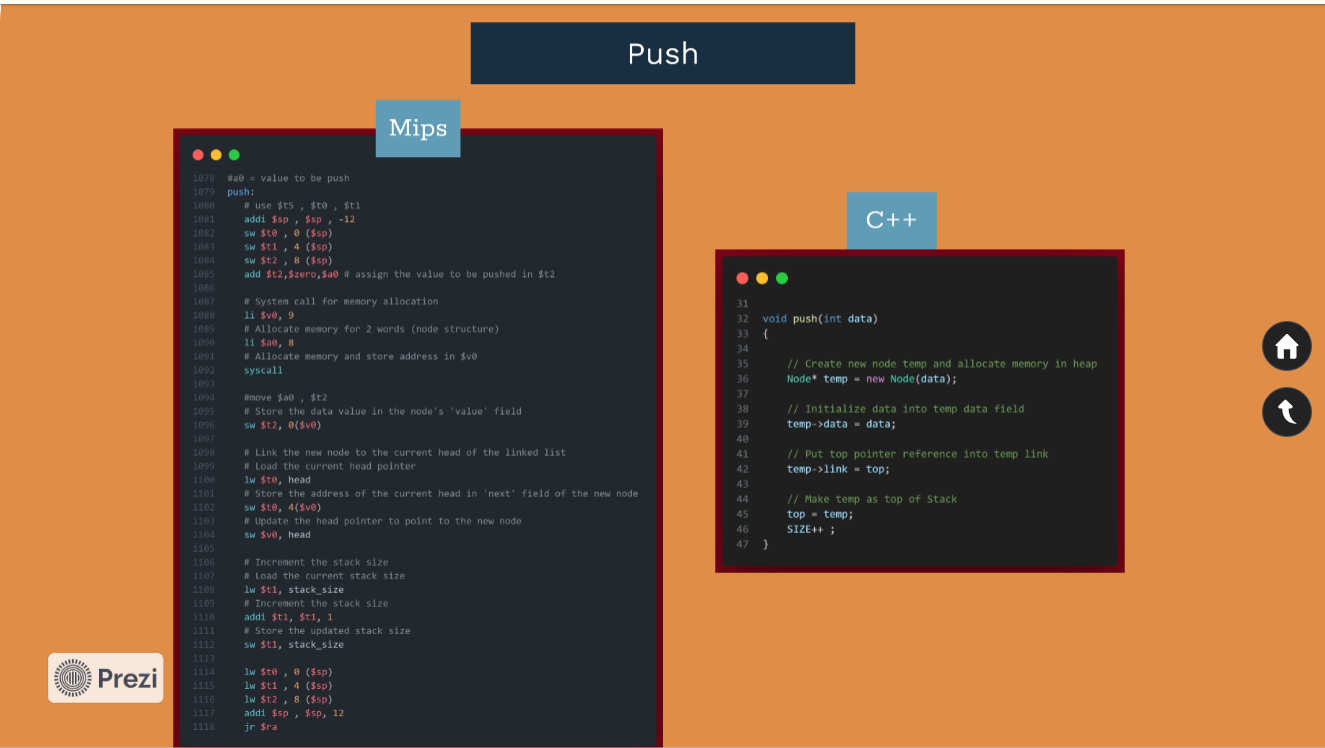 Push
Mips
1078 #a0 = value to be push
1079 push:
1080 # use $t5 , $t0 , $t1
1081 addi $sp , $sp , -12
1082 sw $t0 , 0 ($sp)
1083 sw $t1 , 4 ($sp)
1084 sw $t2 , 8 ($sp)
1085 add $t2,$zero,$a0 # assign the value to be pushed in $t2
1086
1087 # System call for memory allocation
1088 li $v0, 9
1089 # Allocate memory for 2 words (node structure)
1090 li $a0, 8
1091 # Allocate memory and store address in $v0
1092 syscall
1093
1094 #move $a0 , $t2
1095 # Store the data value in the node's 'value' field
1096 sw $t2, 0($v0)
1097
1098 # Link the new node to the current head of the linked list
1099 # Load the current head pointer
1100 lw $t0, head
1101 # Store the address of the current head in 'next' field of the new node
1102 sw $t0, 4($v0)
1103 # Update the head pointer to point to the new node
1104 sw $v0, head
1105
1106 # Increment the stack size
1107 # Load the current stack size
1108 lw $t1, stack_size
1109 # Increment the stack size
1110 addi $t1, $t1, 1
1111 # Store the updated stack size
1112 sw $t1, stack_size
1113
1114 lw $t0 , 0 ($sp)
1115 lw $t1 , 4 ($sp)
1116 lw $t2 , 8 ($sp)
1117 addi $sp , $sp, 12
1118 jr $ra
C++
31
32 void push(int data)
33 {
34
35 // Create new node temp and allocate memory in heap
36 Node* temp = new Node(data);
37
38 // Initialize data into temp data field
39 temp->data = data;
40
41 // Put top pointer reference into temp link
42 temp->link = top;
43
44 // Make temp as top of Stack
45 top = temp;
46 SIZE++ ;
47 }
Prezi